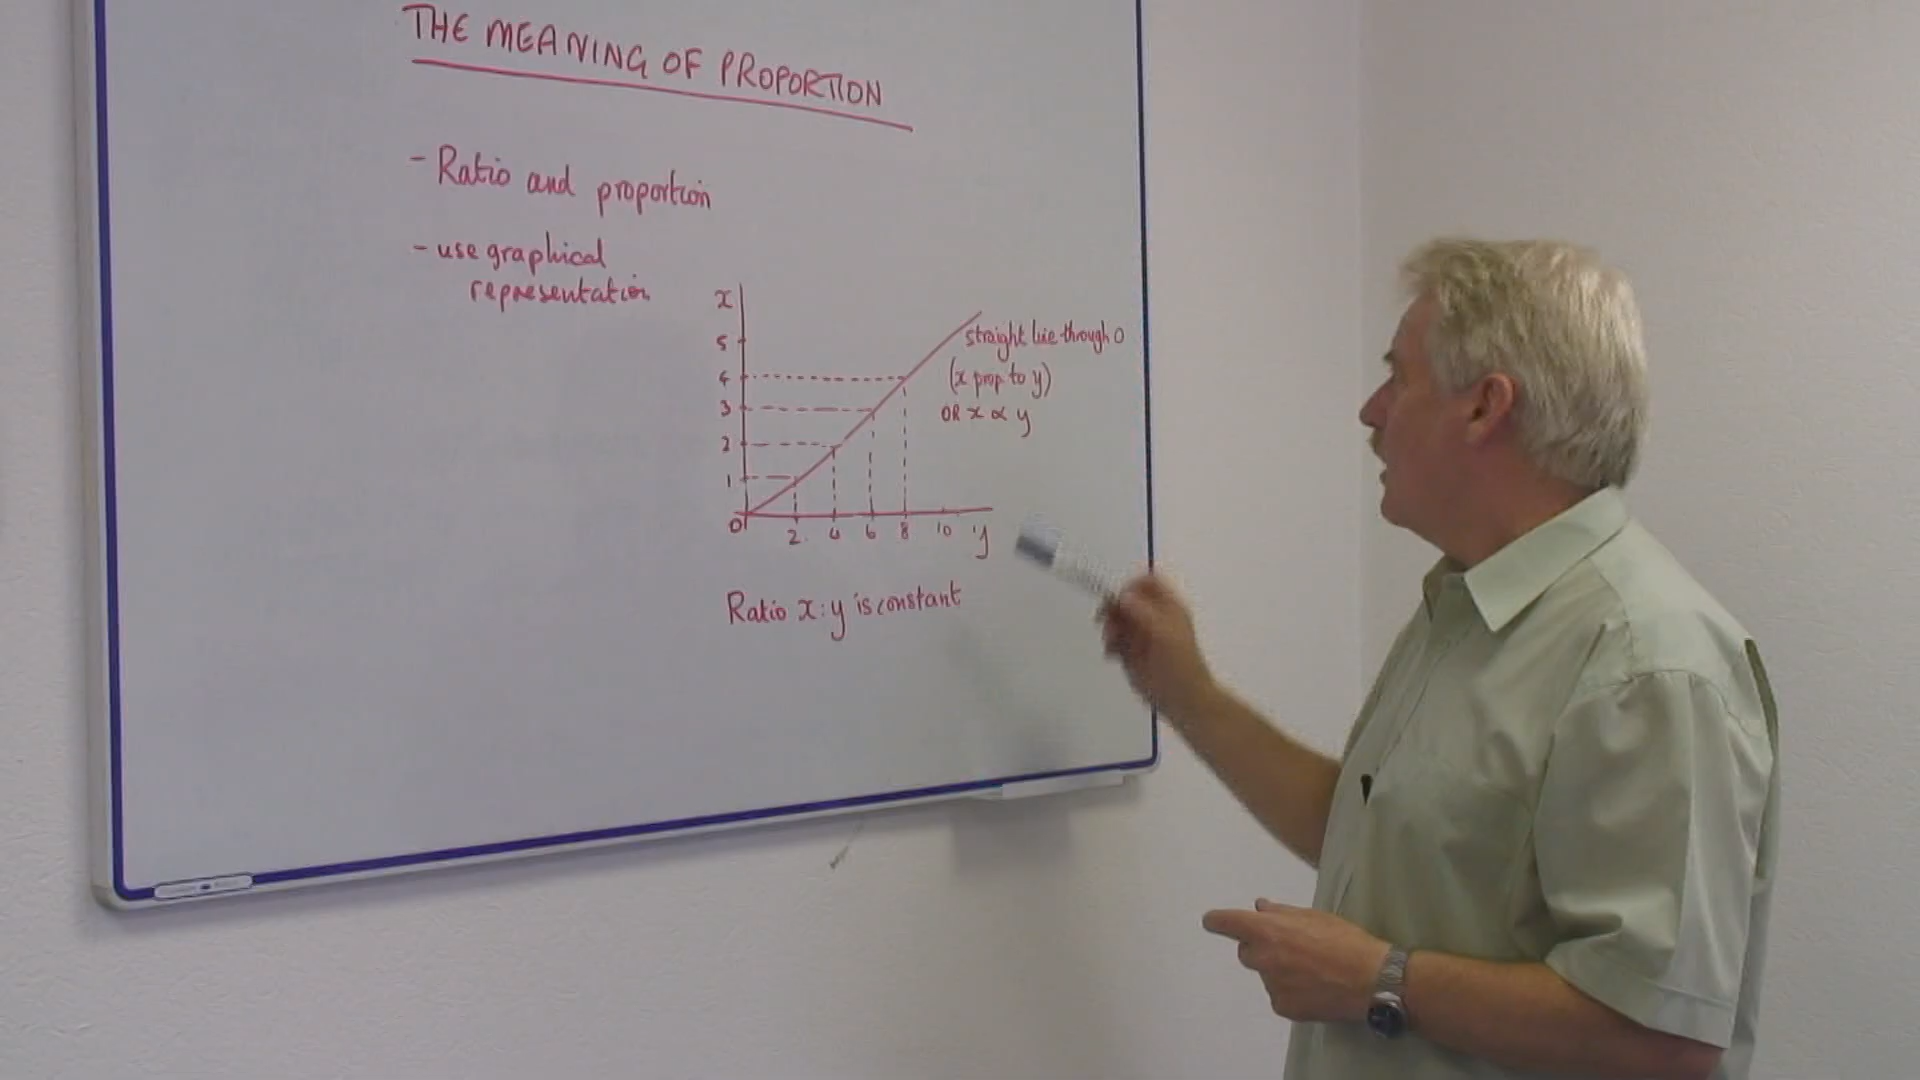 THE MEANING OF PROPORTION
- Ratio and proportion
- use graphical
representation
x
5
4
3
2
1
0
2 4 6 8 10 y
straight line through 0
(x prop to y)
OR x ∝ y
Ratio x:y is constant